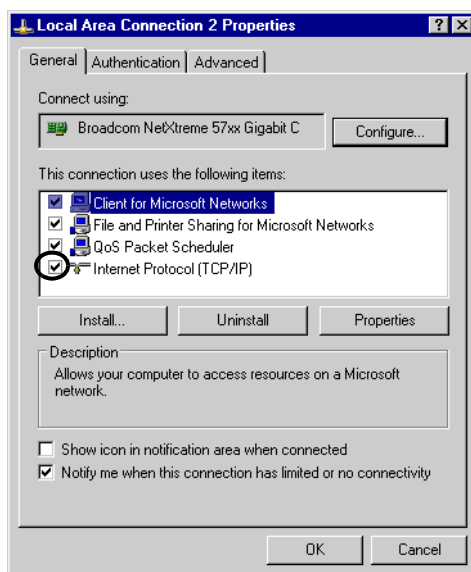 Local Area Connection 2 Properties
General Authentication Advanced
Connect using:
Broadcom NetXtreme 57xx Gigabit C Configure...
This connection uses the following items:
Client for Microsoft Networks
File and Printer Sharing for Microsoft Networks
QoS Packet Scheduler
Internet Protocol (TCP/IP)
Install... Uninstall Properties
Description
Allows your computer to access resources on a Microsoft
network.
Show icon in notification area when connected
Notify me when this connection has limited or no connectivity
OK Cancel